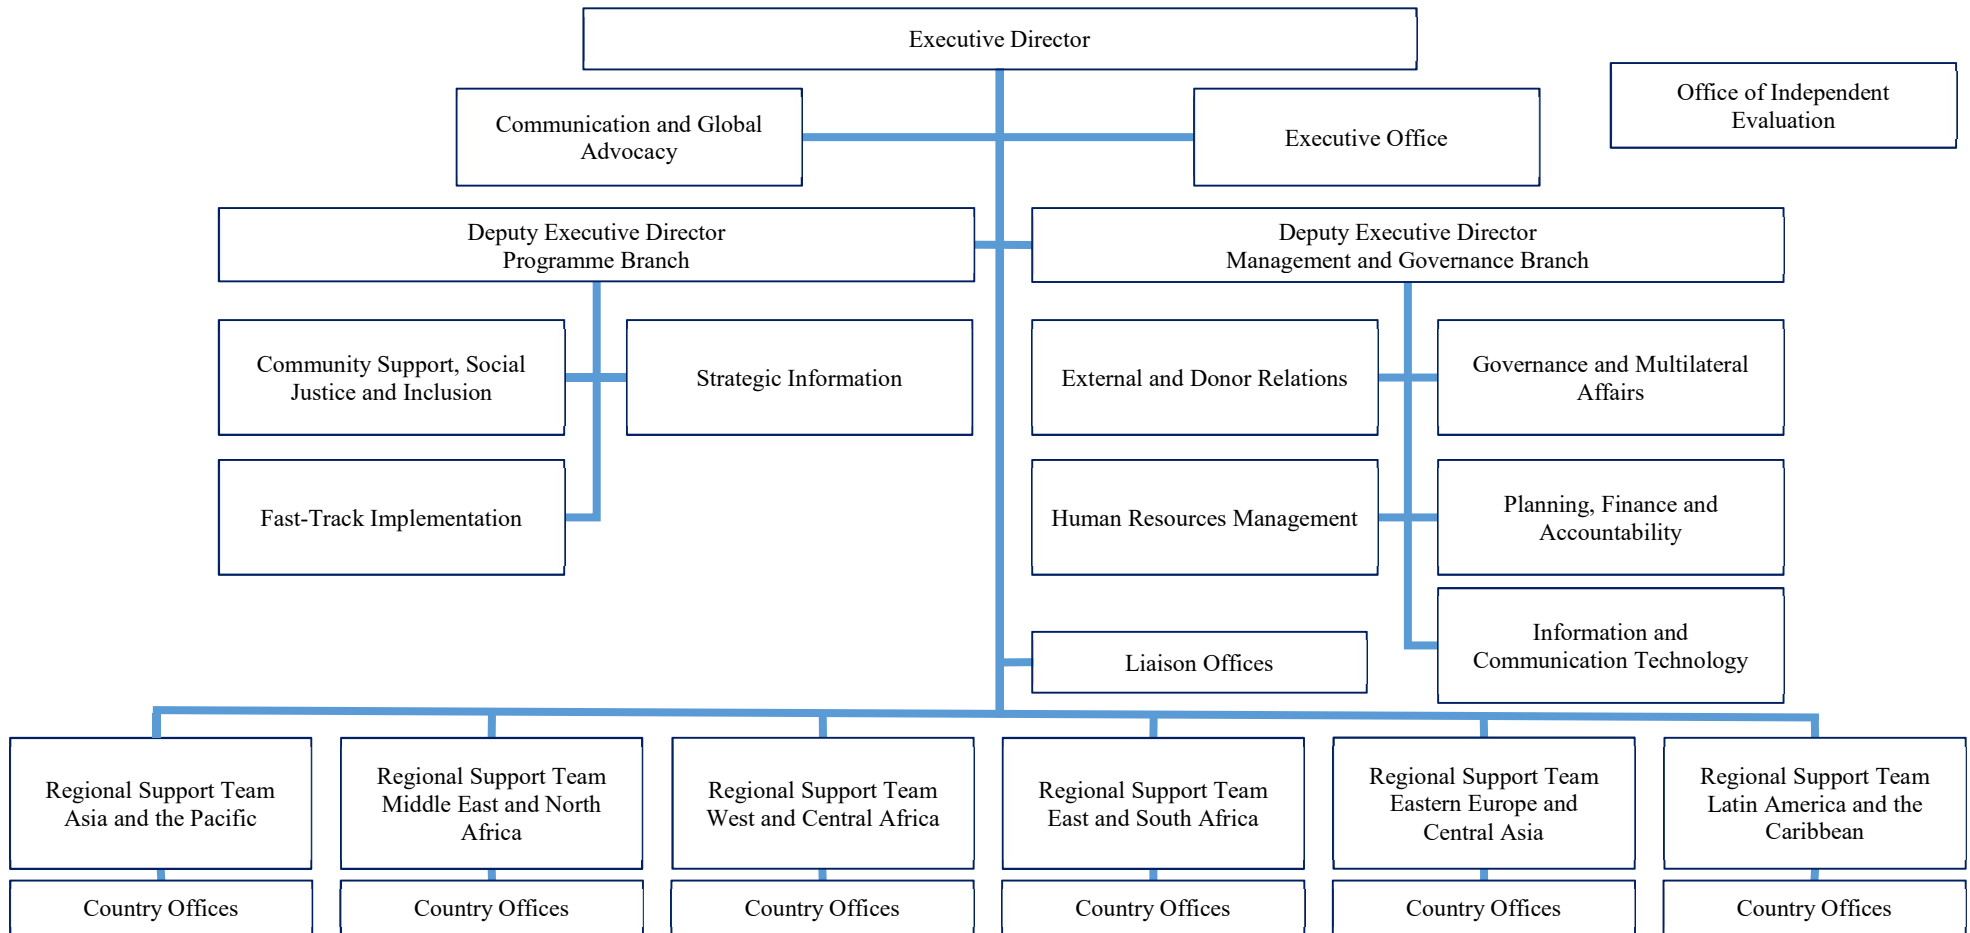 Executive Director
Office of Independent
Evaluation
Communication and Global
Advocacy
Executive Office
Deputy Executive Director
Programme Branch
Deputy Executive Director
Management and Governance Branch
Community Support, Social
Justice and Inclusion
Strategic Information
External and Donor Relations
Governance and Multilateral
Affairs
Fast-Track Implementation
Human Resources Management
Planning, Finance and
Accountability
Information and
Communication Technology
Liaison Offices
Regional Support Team
Asia and the Pacific
Regional Support Team
Middle East and North
Africa
Regional Support Team
West and Central Africa
Regional Support Team
East and South Africa
Regional Support Team
Eastern Europe and
Central Asia
Regional Support Team
Latin America and the
Caribbean
Country Offices
Country Offices
Country Offices
Country Offices
Country Offices
Country Offices